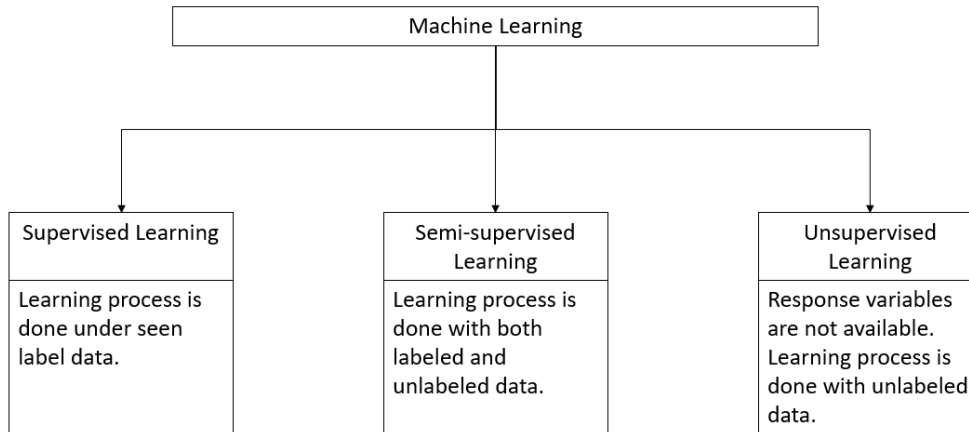 Machine Learning
Supervised Learning
Learning process is
done under seen
label data.
Semi-supervised
Learning
Learning process is
done with both
labeled and
unlabeled data.
Unsupervised
Learning
Response variables
are not available.
Learning process is
done with unlabeled
data.